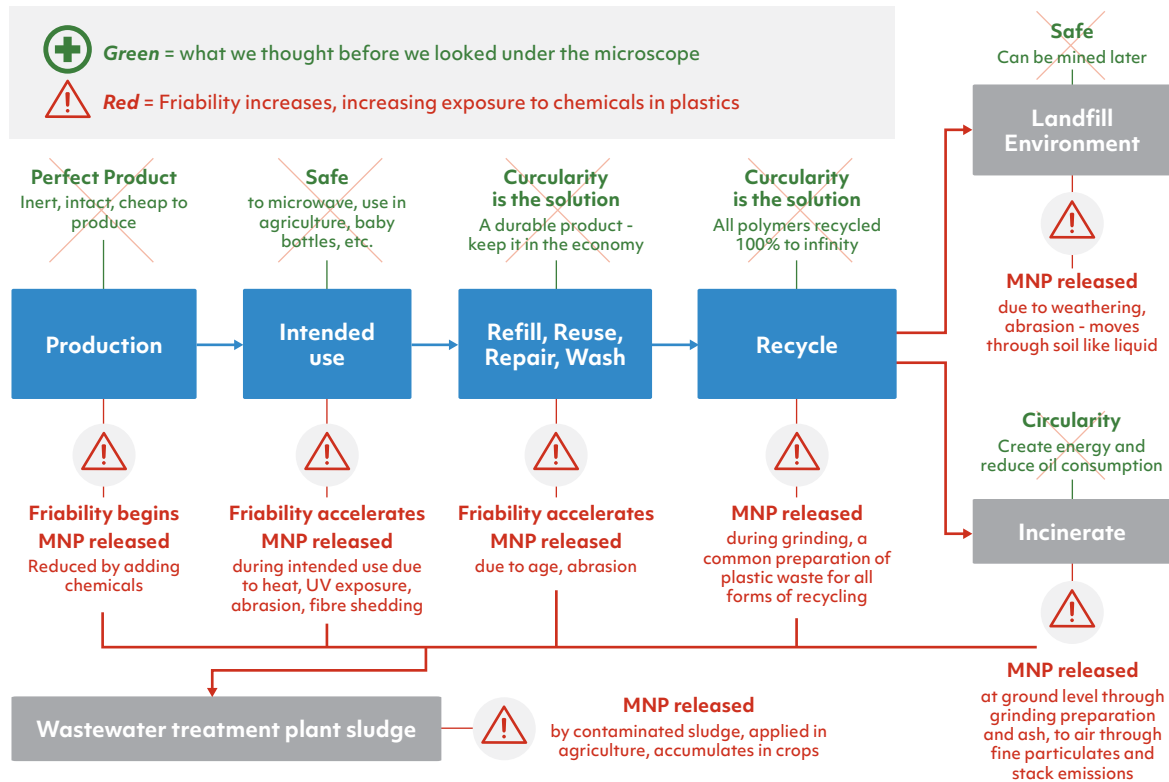 Green = what we thought before we looked under the microscope
Red = Friability increases, increasing exposure to chemicals in plastics
Safe
Can be mined later
Landfill
Environment
MNP released
due to weathering,
abrasion - moves
through soil like liquid
Perfect Product
Inert, intact, cheap to
produce
Production
Friability begins
MNP released
Reduced by adding
chemicals
Safe
to microwave, use in
agriculture, baby
bottles, etc.
Intended
use
Friability accelerates
MNP released
during intended use due
to heat, UV exposure,
abrasion, fibre shedding
Curcularity
is the solution
A durable product -
keep it in the economy
Refill, Reuse,
Repair, Wash
Friability accelerates
MNP released
due to age, abrasion
Curcularity
is the solution
All polymers recycled
100% to infinity
Recycle
MNP released
during grinding, a
common preparation of
plastic waste for all
forms of recycling
Circularity
Create energy and
reduce oil consumption
Incinerate
MNP released
at ground level through
grinding preparation
and ash, to air through
fine particulates and
stack emissions
Wastewater treatment plant sludge
MNP released
by contaminated sludge, applied in
agriculture, accumulates in crops